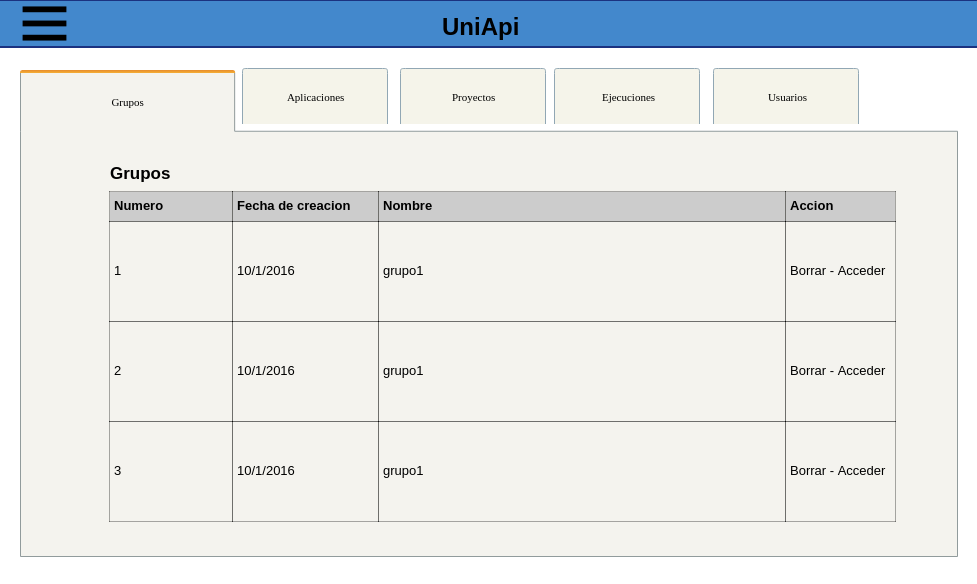 UniApi
Grupos Aplicaciones Proyectos Ejecuciones Usuarios
Grupos
Numero Fecha de creacion Nombre Accion
1 10/1/2016 grupo1 Borrar - Acceder
2 10/1/2016 grupo1 Borrar - Acceder
3 10/1/2016 grupo1 Borrar - Acceder